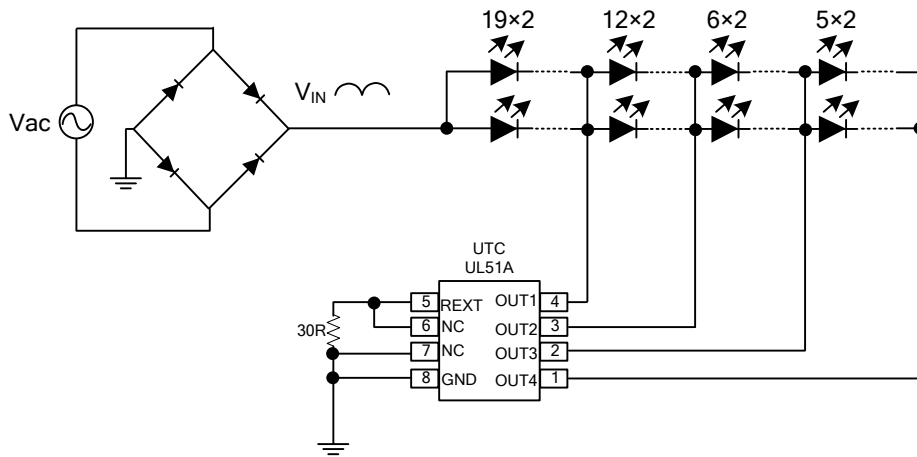 19×2 12×2 6×2 5×2
V_IN
Vac
UTC
UL51A
5 REXT OUT1 4
30R
6 NC OUT2 3
7 NC OUT3 2
8 GND OUT4 1